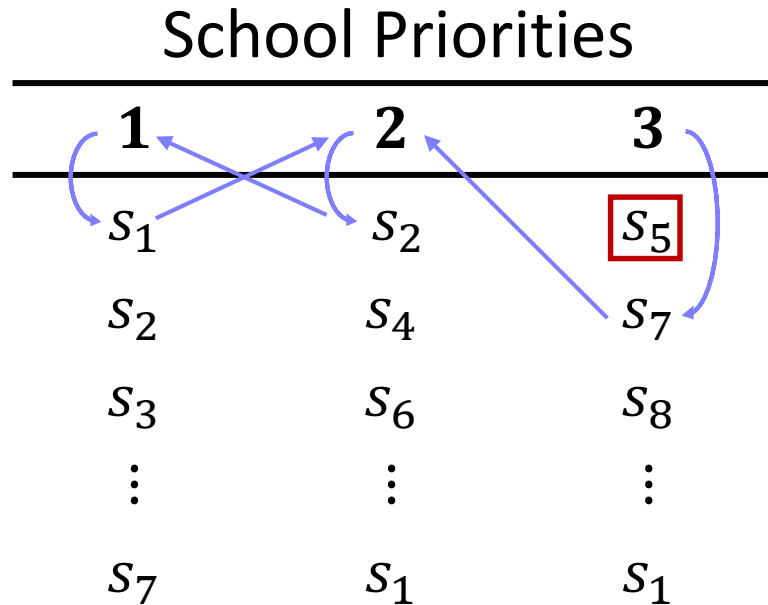 School Priorities
1 2 3
s₁ s₂ s₅
s₂ s₄ s₇
s₃ s₆ s₈
⋮ ⋮ ⋮
s₇ s₁ s₁